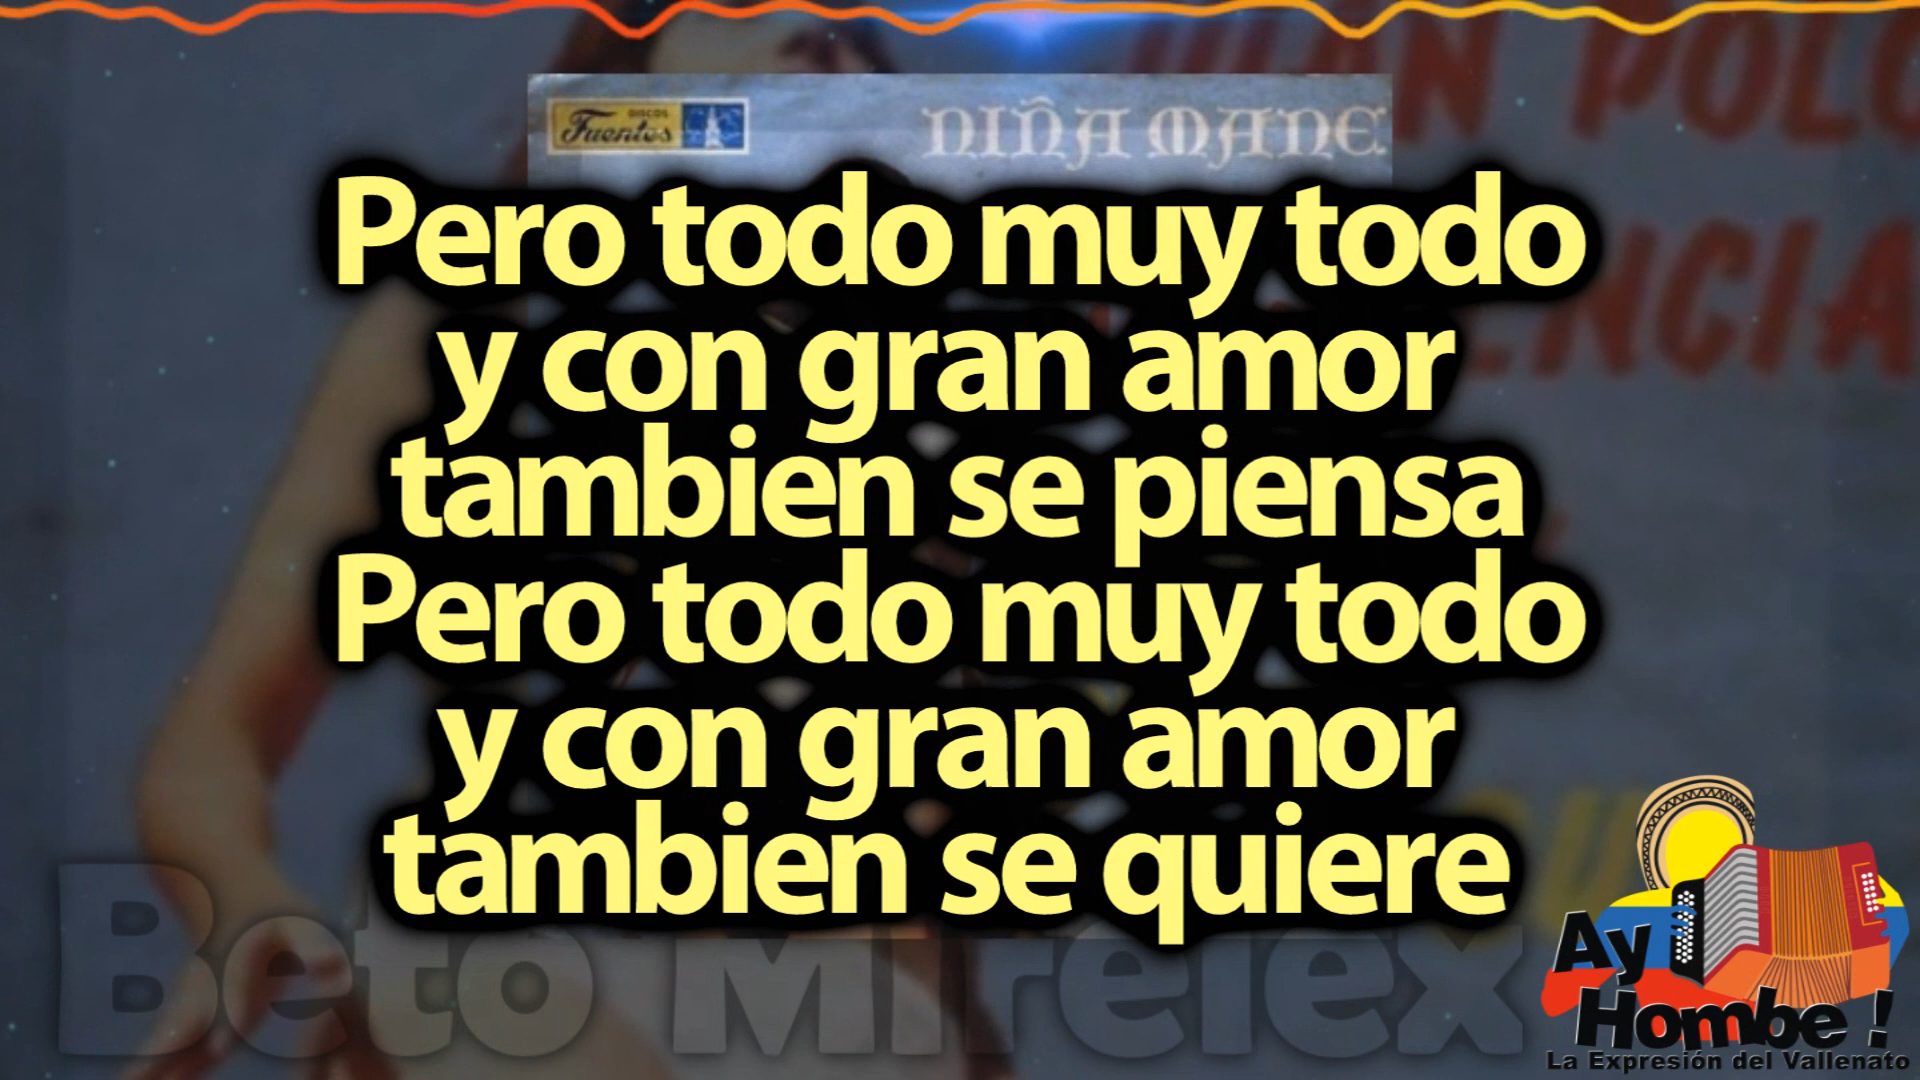 DISCOS
Fuentes
NIÑA MANE
Pero todo muy todo
y con gran amor
tambien se piensa
Pero todo muy todo
y con gran amor
tambien se quiere
Beto Mirelex
Ay
Hombe !
La Expresión del Vallenato